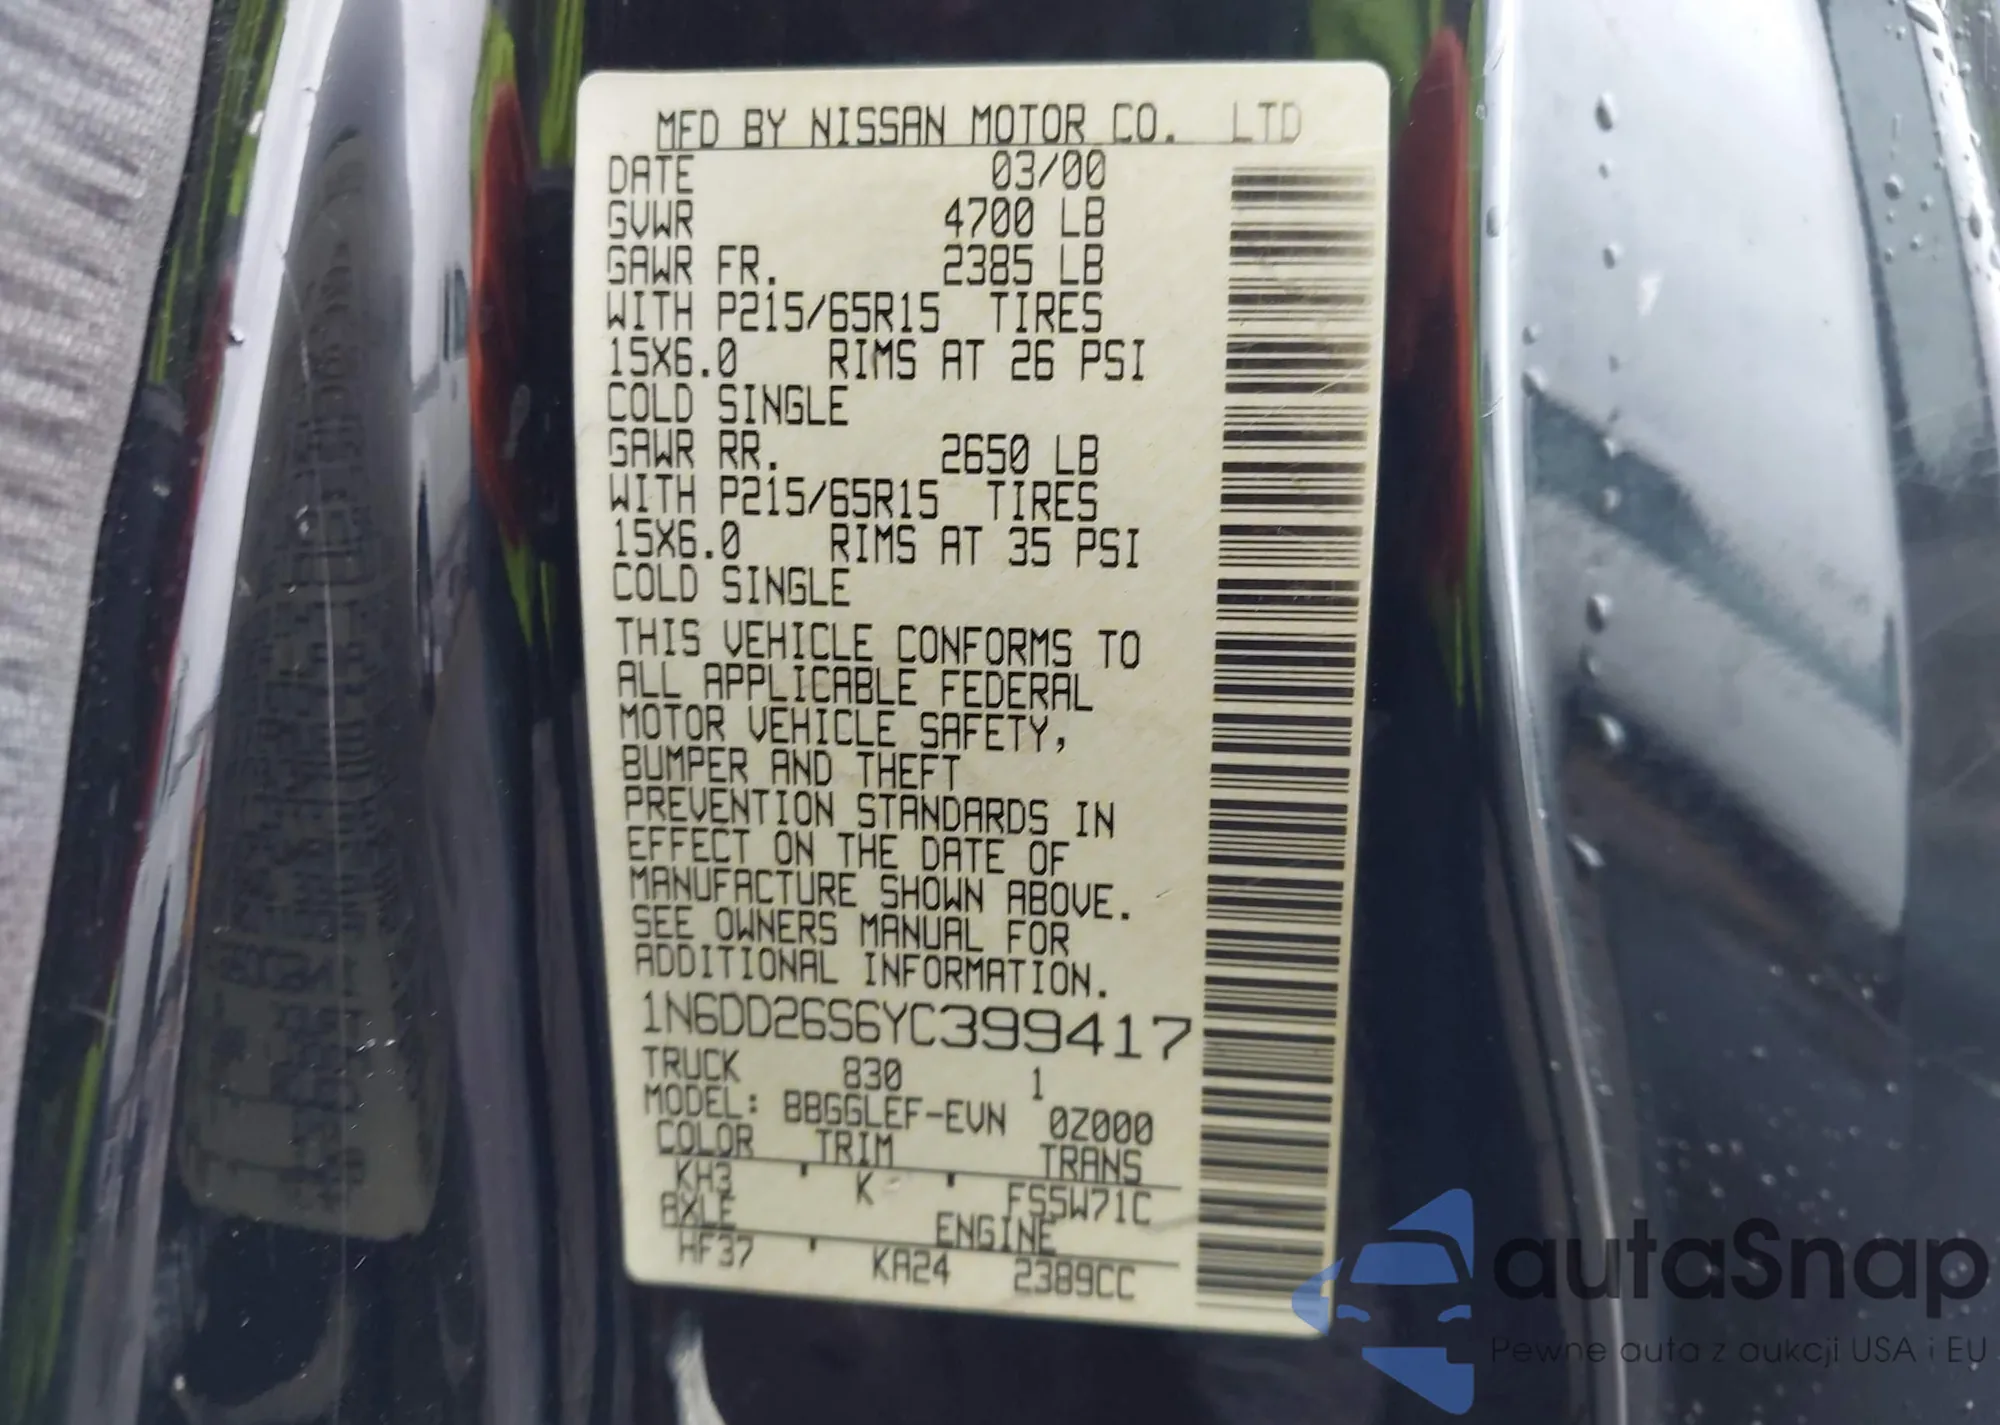 MFD BY NISSAN MOTOR CO. LTD
DATE 03/00
GVWR 4700 LB
GAWR FR. 2385 LB
WITH P215/65R15 TIRES
15X6.0 RIMS AT 26 PSI
COLD SINGLE
GAWR RR. 2650 LB
WITH P215/65R15 TIRES
15X6.0 RIMS AT 35 PSI
COLD SINGLE
THIS VEHICLE CONFORMS TO
ALL APPLICABLE FEDERAL
MOTOR VEHICLE SAFETY,
BUMPER AND THEFT
PREVENTION STANDARDS IN
EFFECT ON THE DATE OF
MANUFACTURE SHOWN ABOVE.
SEE OWNERS MANUAL FOR
ADDITIONAL INFORMATION.
1N6DD26S6YC399417
TRUCK 830 1
MODEL: BBGGLEF-EVN 0Z000
COLOR TRIM TRANS
KH3 K FS5W71C
AXLE ENGINE
HF37 KA24 2389CC
autaSnap
Pewne auta z aukcji USA i EU